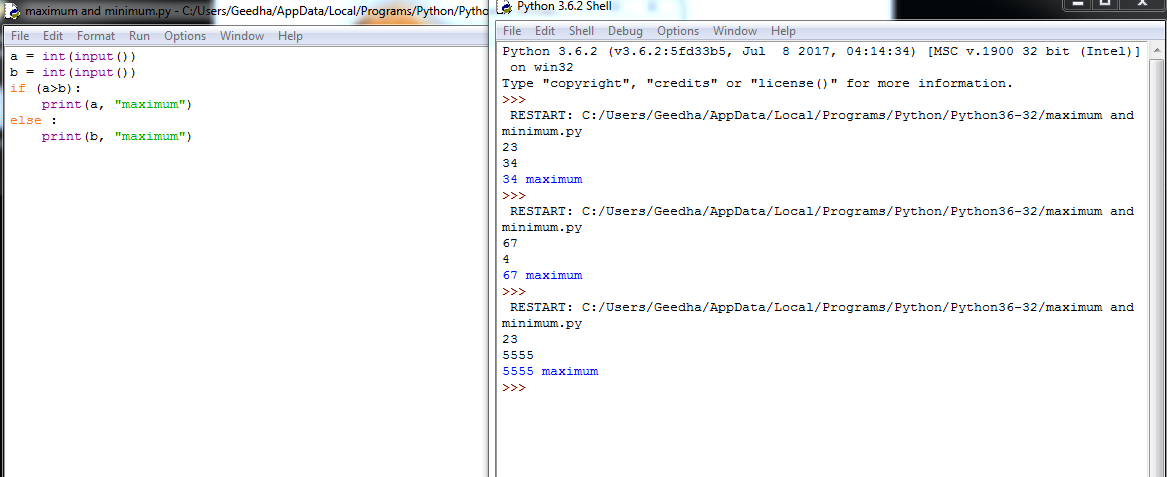 maximum and minimum.py - C:/Users/Geedha/AppData/Local/Programs/Python/Pytho
File Edit Format Run Options Window Help
a = int(input())
b = int(input())
if (a>b):
    print(a, "maximum")
else :
    print(b, "maximum")
Python 3.6.2 Shell
File Edit Shell Debug Options Window Help
Python 3.6.2 (v3.6.2:5fd33b5, Jul  8 2017, 04:14:34) [MSC v.1900 32 bit (Intel)]
 on win32
Type "copyright", "credits" or "license()" for more information.
>>>
 RESTART: C:/Users/Geedha/AppData/Local/Programs/Python/Python36-32/maximum and
minimum.py
23
34
34 maximum
>>>
 RESTART: C:/Users/Geedha/AppData/Local/Programs/Python/Python36-32/maximum and
minimum.py
67
4
67 maximum
>>>
 RESTART: C:/Users/Geedha/AppData/Local/Programs/Python/Python36-32/maximum and
minimum.py
23
5555
5555 maximum
>>>